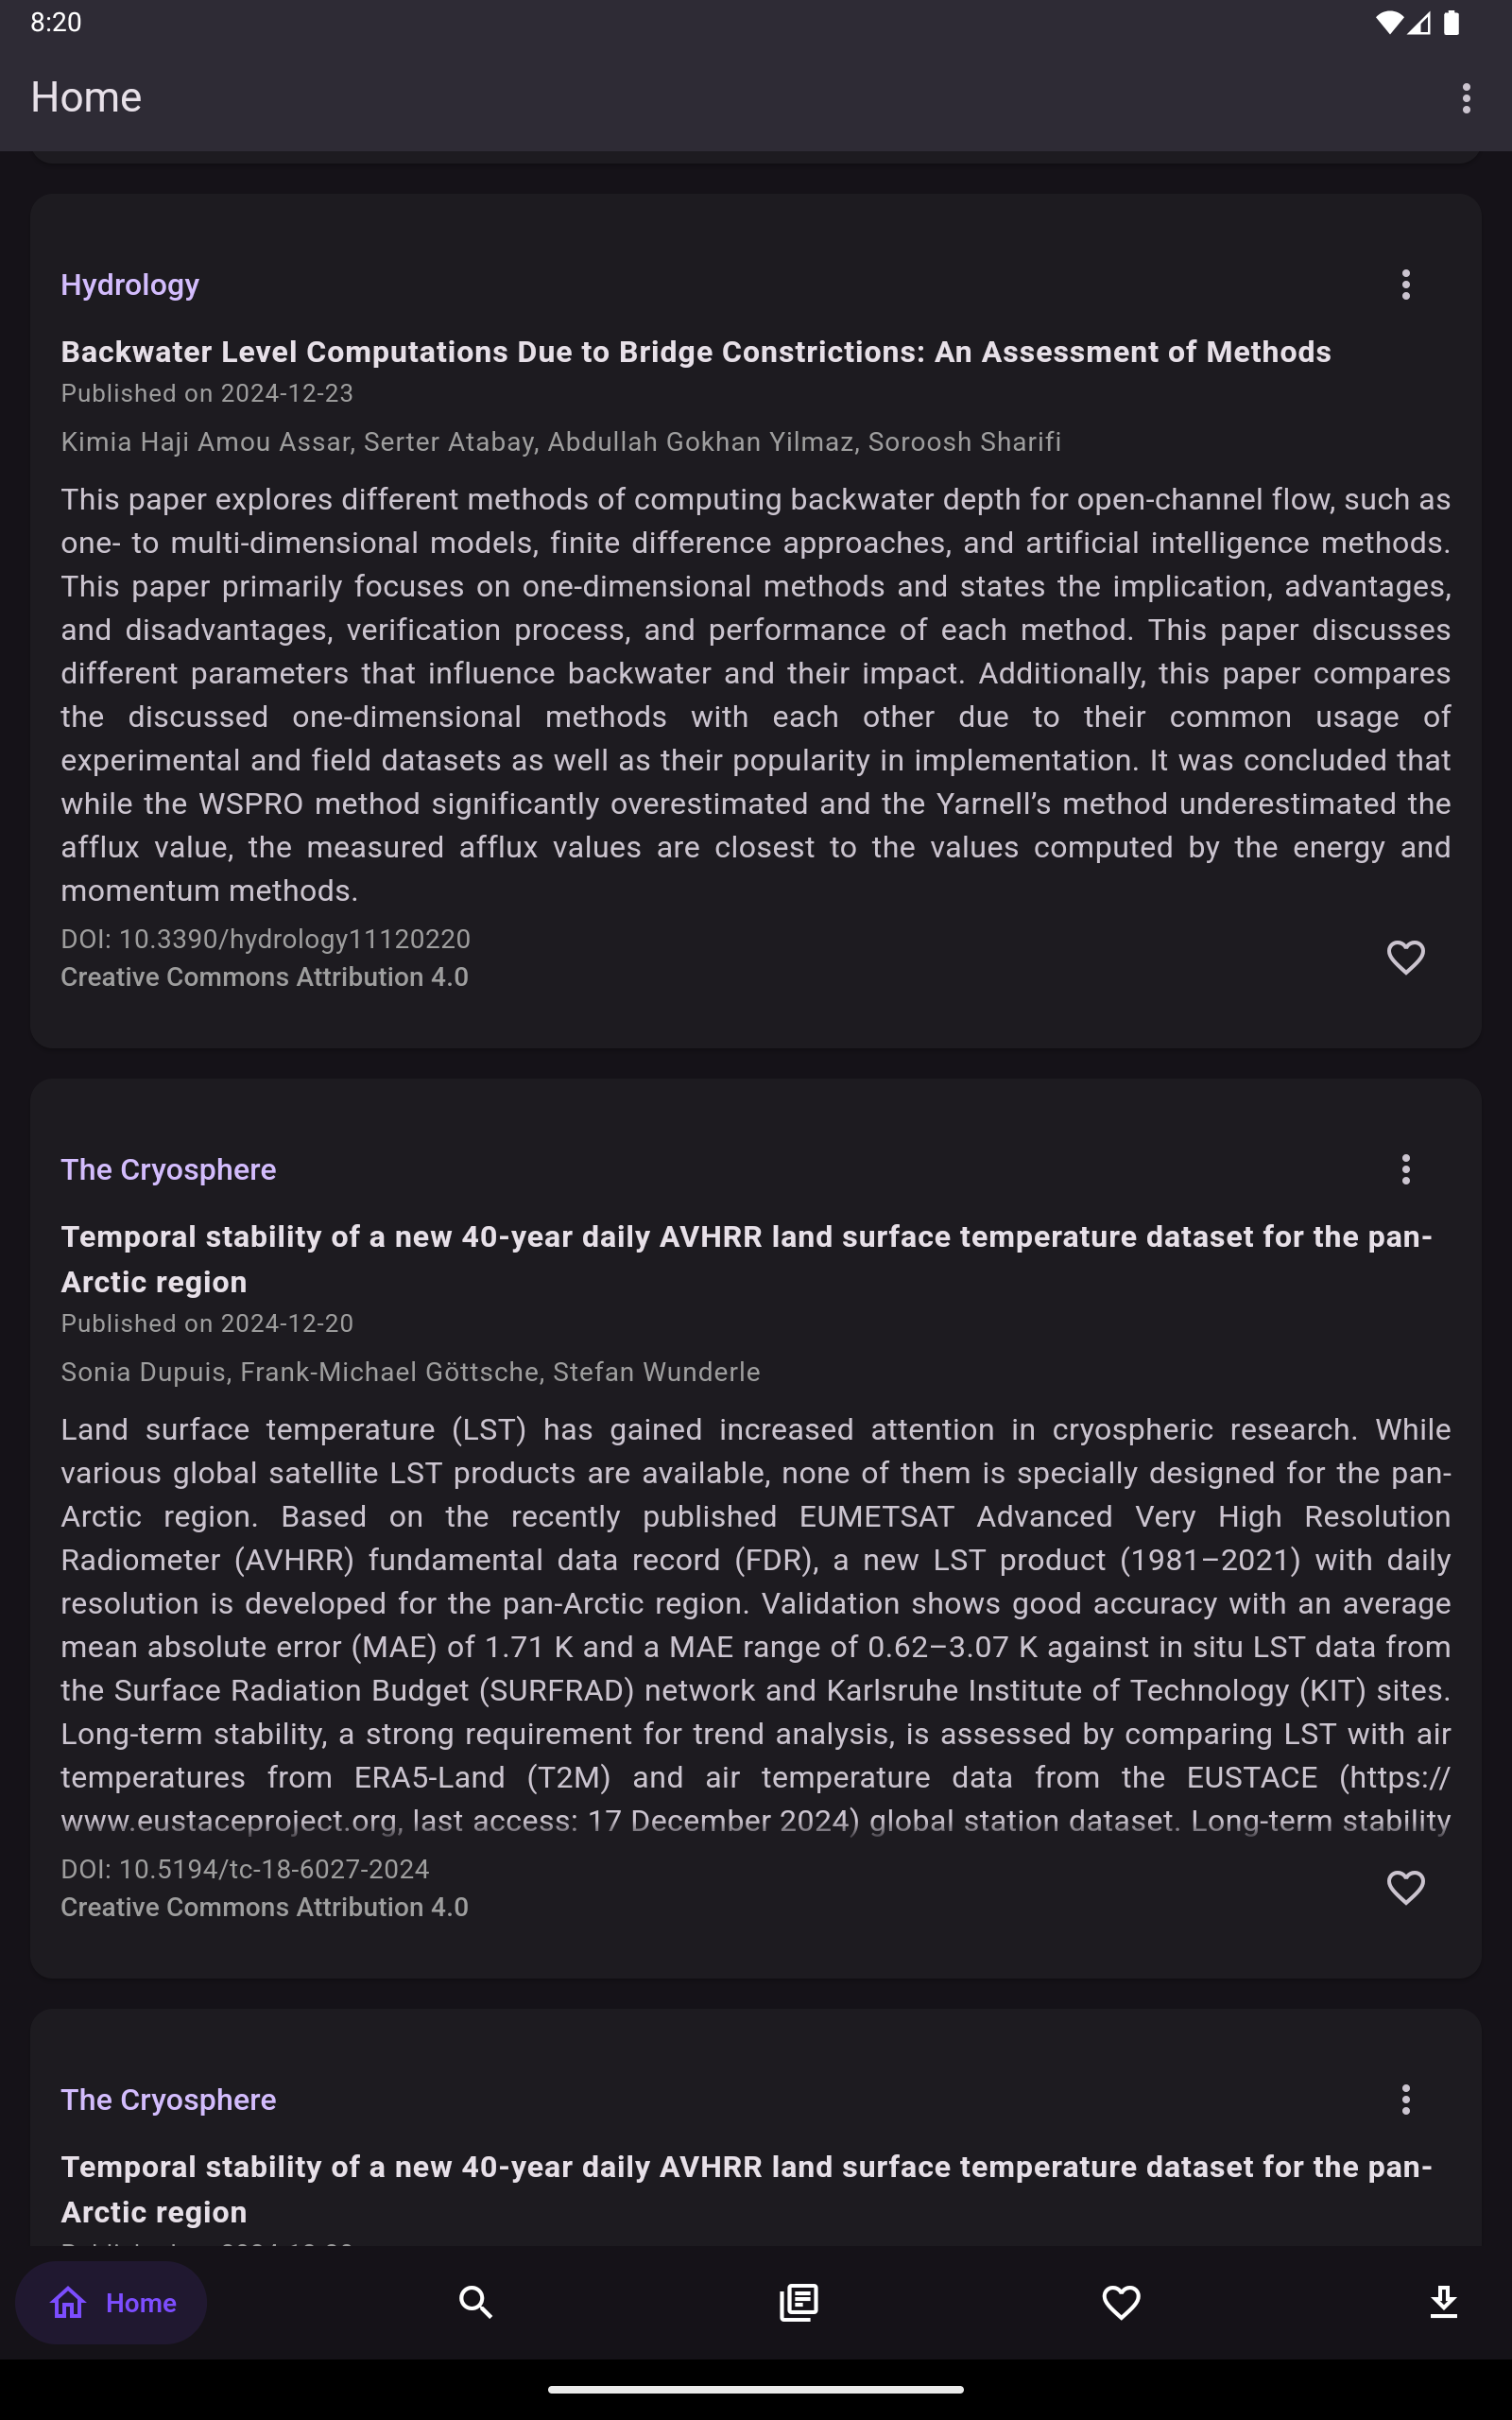 8:20
Home
Hydrology
Backwater Level Computations Due to Bridge Constrictions: An Assessment of Methods
Published on 2024-12-23
Kimia Haji Amou Assar, Serter Atabay, Abdullah Gokhan Yilmaz, Soroosh Sharifi
This paper explores different methods of computing backwater depth for open-channel flow, such as
one- to multi-dimensional models, finite difference approaches, and artificial intelligence methods.
This paper primarily focuses on one-dimensional methods and states the implication, advantages,
and disadvantages, verification process, and performance of each method. This paper discusses
different parameters that influence backwater and their impact. Additionally, this paper compares
the discussed one-dimensional methods with each other due to their common usage of
experimental and field datasets as well as their popularity in implementation. It was concluded that
while the WSPRO method significantly overestimated and the Yarnell’s method underestimated the
afflux value, the measured afflux values are closest to the values computed by the energy and
momentum methods.
DOI: 10.3390/hydrology11120220
Creative Commons Attribution 4.0
The Cryosphere
Temporal stability of a new 40-year daily AVHRR land surface temperature dataset for the pan-
Arctic region
Published on 2024-12-20
Sonia Dupuis, Frank-Michael Göttsche, Stefan Wunderle
Land surface temperature (LST) has gained increased attention in cryospheric research. While
various global satellite LST products are available, none of them is specially designed for the pan-
Arctic region. Based on the recently published EUMETSAT Advanced Very High Resolution
Radiometer (AVHRR) fundamental data record (FDR), a new LST product (1981–2021) with daily
resolution is developed for the pan-Arctic region. Validation shows good accuracy with an average
mean absolute error (MAE) of 1.71 K and a MAE range of 0.62–3.07 K against in situ LST data from
the Surface Radiation Budget (SURFRAD) network and Karlsruhe Institute of Technology (KIT) sites.
Long-term stability, a strong requirement for trend analysis, is assessed by comparing LST with air
temperatures from ERA5-Land (T2M) and air temperature data from the EUSTACE (https://
www.eustaceproject.org, last access: 17 December 2024) global station dataset. Long-term stability
DOI: 10.5194/tc-18-6027-2024
Creative Commons Attribution 4.0
The Cryosphere
Temporal stability of a new 40-year daily AVHRR land surface temperature dataset for the pan-
Arctic region
Home